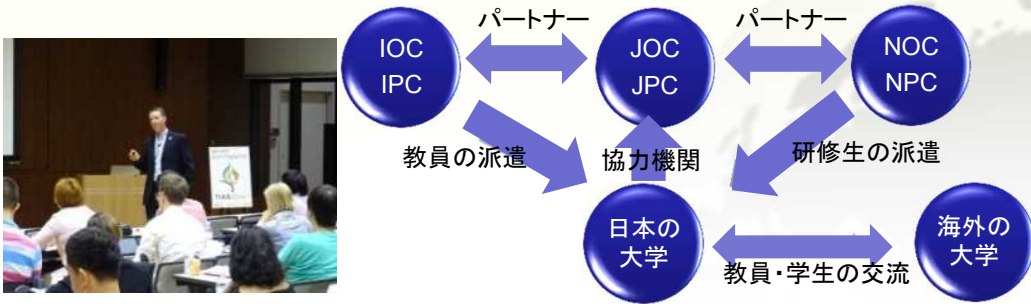 パートナー
パートナー
IOC
IPC
JOC
JPC
NOC
NPC
教員の派遣
協力機関
研修生の派遣
日本の
大学
海外の
大学
教員・学生の交流
TIAS